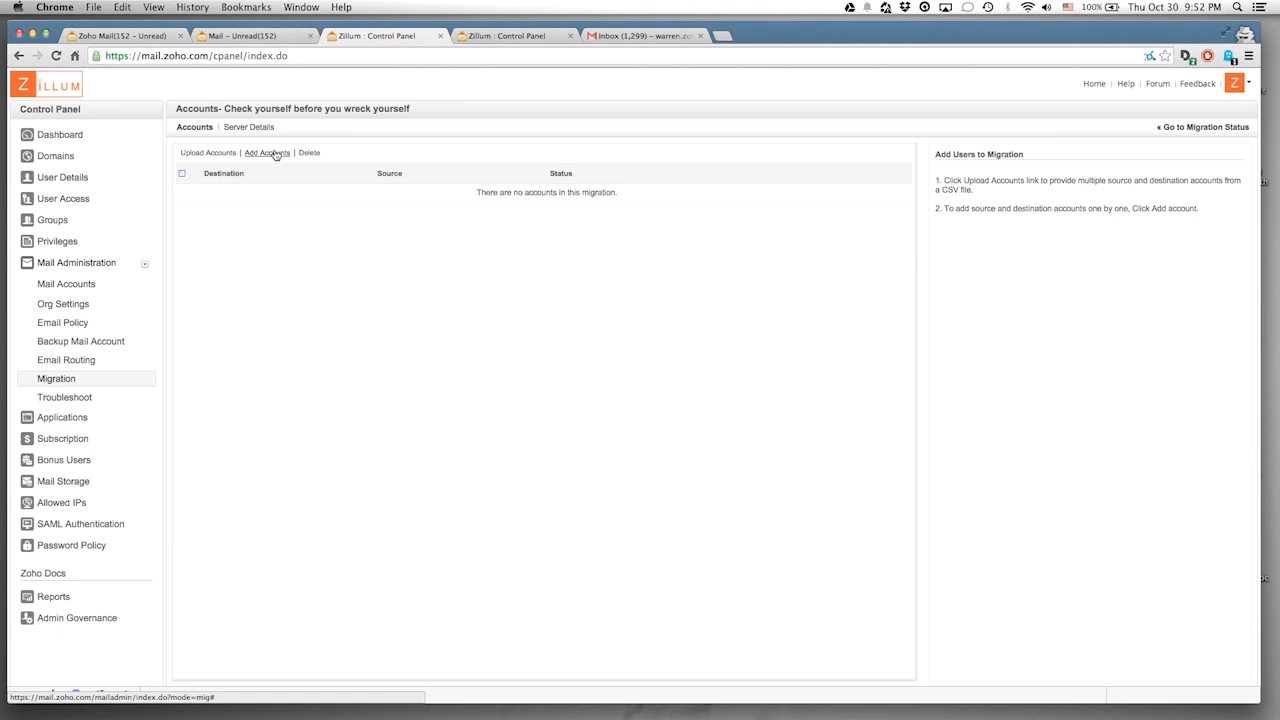 Chrome File Edit View History Bookmarks Window Help 100% Thu Oct 30 9:52 PM
Zoho Mail(152 - Unread) Mail - Unread(152) Zillum : Control Panel Zillum : Control Panel Inbox (1,299) - warren.zo
https://mail.zoho.com/cpanel/index.do
ZILLUM Home | Help | Forum | Feedback Z
Control Panel
Dashboard
Domains
User Details
User Access
Groups
Privileges
Mail Administration
Mail Accounts
Org Settings
Email Policy
Backup Mail Account
Email Routing
Migration
Troubleshoot
Applications
Subscription
Bonus Users
Mail Storage
Allowed IPs
SAML Authentication
Password Policy
Zoho Docs
Reports
Admin Governance
Accounts- Check yourself before you wreck yourself
Accounts | Server Details « Go to Migration Status
Upload Accounts | Add Accounts | Delete
Destination Source Status
There are no accounts in this migration.
Add Users to Migration
1. Click Upload Accounts link to provide multiple source and destination accounts from
a CSV file.
2. To add source and destination accounts one by one, Click Add account.
https://mail.zoho.com/mailadmin/index.do?mode=mig#